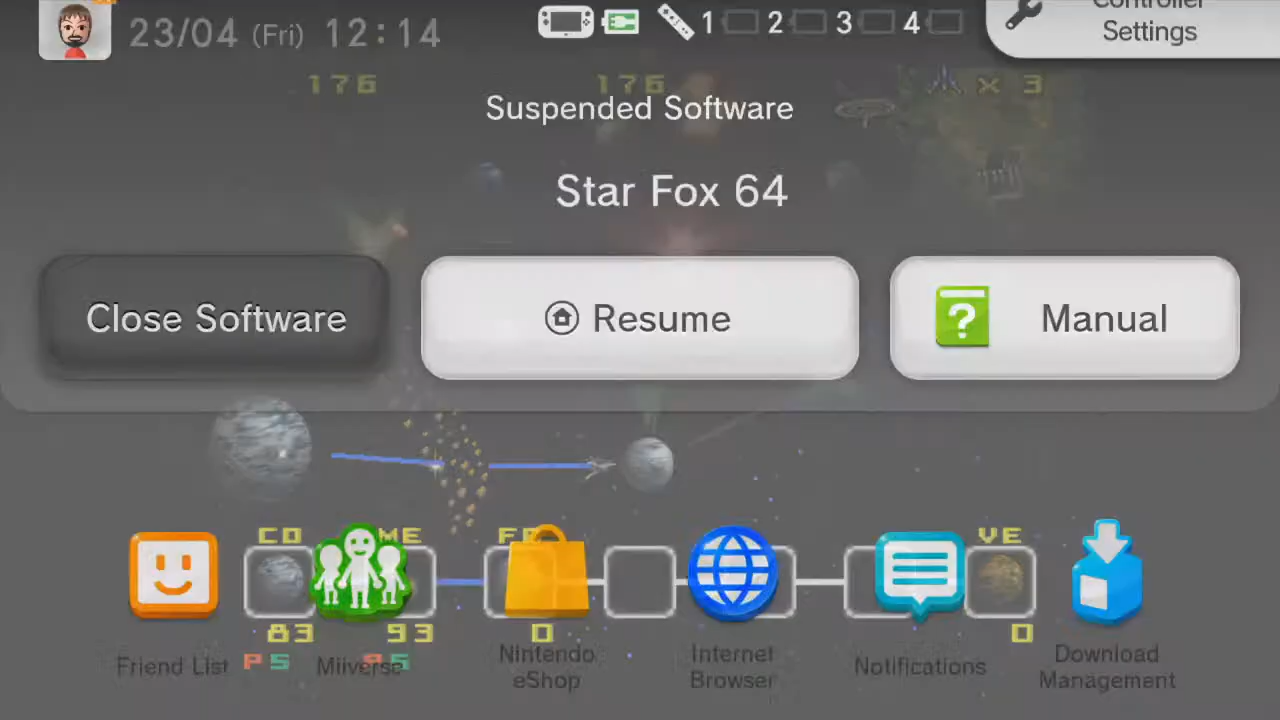 23/04 (Fri) 12:14
1 2 3 4
Controller
Settings
176 176 x 3
Suspended Software
Star Fox 64
Close Software
Resume
? Manual
CO ME VE
83 93 0 0
Friend List
PS
Miiverse
Nintendo
eShop
Internet
Browser
Notifications
Download
Management